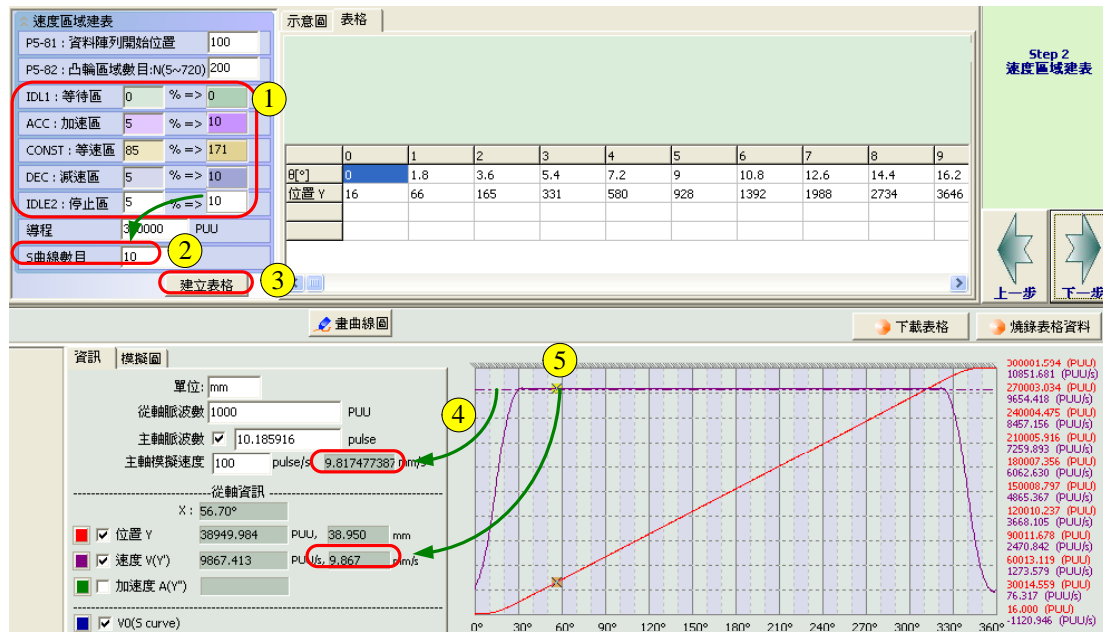 速度區域建表
P5-81 : 資料陣列開始位置 100
P5-82 : 凸輪區域數目:N(5~720) 200
IDL1 : 等待區 0 % => 0
ACC : 加速區 5 % => 10
CONST : 等速區 85 % => 171
DEC : 減速區 5 % => 10
IDLE2 : 停止區 5 % => 10
導程 PUU
S曲線數目 10
建立表格
1
2
3
示意圖 表格
0 1 2 3 4 5 6 7 8 9
θ[°] 0 1.8 3.6 5.4 7.2 9 10.8 12.6 14.4 16.2
位置 Y 16 66 165 331 580 928 1392 1988 2734 3646
Step 2
速度區域建表
上一步 下一步
畫曲線圖 下載表格 燒錄表格資料
資訊 模擬圖
單位: mm
從軸脈波數 1000 PUU
主軸脈波數 10.185916 pulse
主軸模擬速度 100 pulse/s 9.817477387 mm/s
從軸資訊
X : 56.70°
位置 Y 38949.984 PUU, 38.950 mm
速度 V(Y') 9867.413 PUU/s, 9.867 mm/s
加速度 A(Y")
V0(S curve)
4
5
300001.594 (PUU)
10851.681 (PUU/s)
270003.034 (PUU)
9654.418 (PUU/s)
240004.475 (PUU)
8457.156 (PUU/s)
210005.916 (PUU)
7259.893 (PUU/s)
180007.356 (PUU)
6062.630 (PUU/s)
150008.797 (PUU)
4865.367 (PUU/s)
120010.237 (PUU)
3668.105 (PUU/s)
90011.678 (PUU)
2470.842 (PUU/s)
60013.119 (PUU)
1273.579 (PUU/s)
30014.559 (PUU)
76.317 (PUU/s)
16.000 (PUU)
-1120.946 (PUU/s)
0° 30° 60° 90° 120° 150° 180° 210° 240° 270° 300° 330° 360°